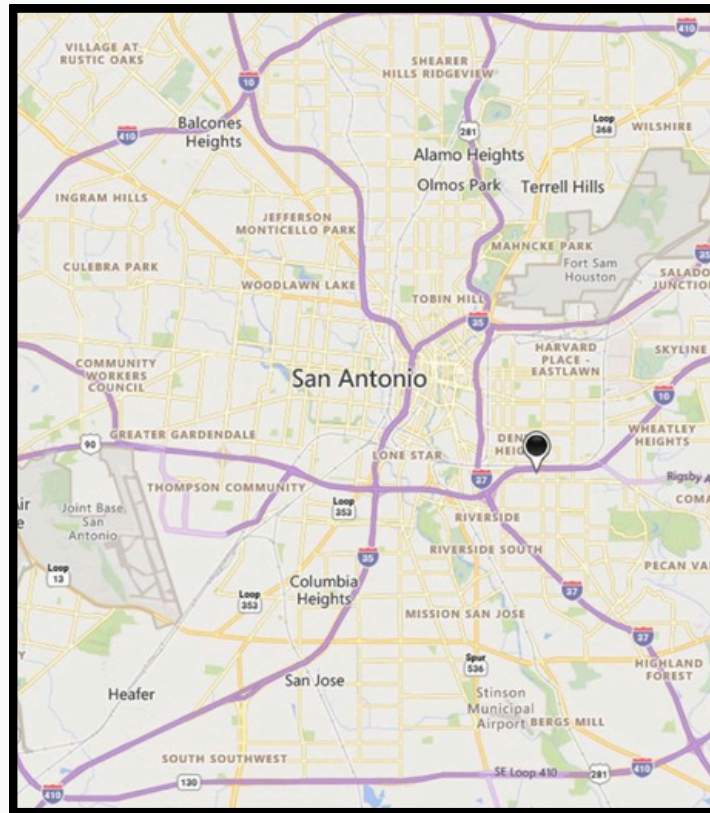 410
VILLAGE AT
RUSTIC OAKS
SHEARER
HILLS RIDGEVIEW
10
281
Loop
368
WILSHIRE
Balcones
Heights
410
Alamo Heights
Olmos Park
Terrell Hills
INGRAM HILLS
JEFFERSON
MONTICELLO PARK
MAHNCKE PARK
35
CULEBRA PARK
Fort Sam
Houston
SALADO
JUNCTION
WOODLAWN LAKE
TOBIN HILL
35
HARVARD
PLACE -
EASTLAWN
SKYLINE
COMMUNITY
WORKERS
COUNCIL
San Antonio
10
90
GREATER GARDENDALE
WHEATLEY
HEIGHTS
LONE STAR
37
Rigsby A
THOMPSON COMMUNITY
Loop
353
COMA
Joint Base
San
Antonio
RIVERSIDE
RIVERSIDE SOUTH
35
Loop
13
PECAN VA
Columbia
Heights
37
Loop
353
MISSION SAN JOSE
37
Spur
536
HIGHLAND
FOREST
San Jose
Heafer
Stinson
Municipal
Airport
BERGS MILL
SOUTH SOUTHWEST
SE Loop 410
281
410
130
410